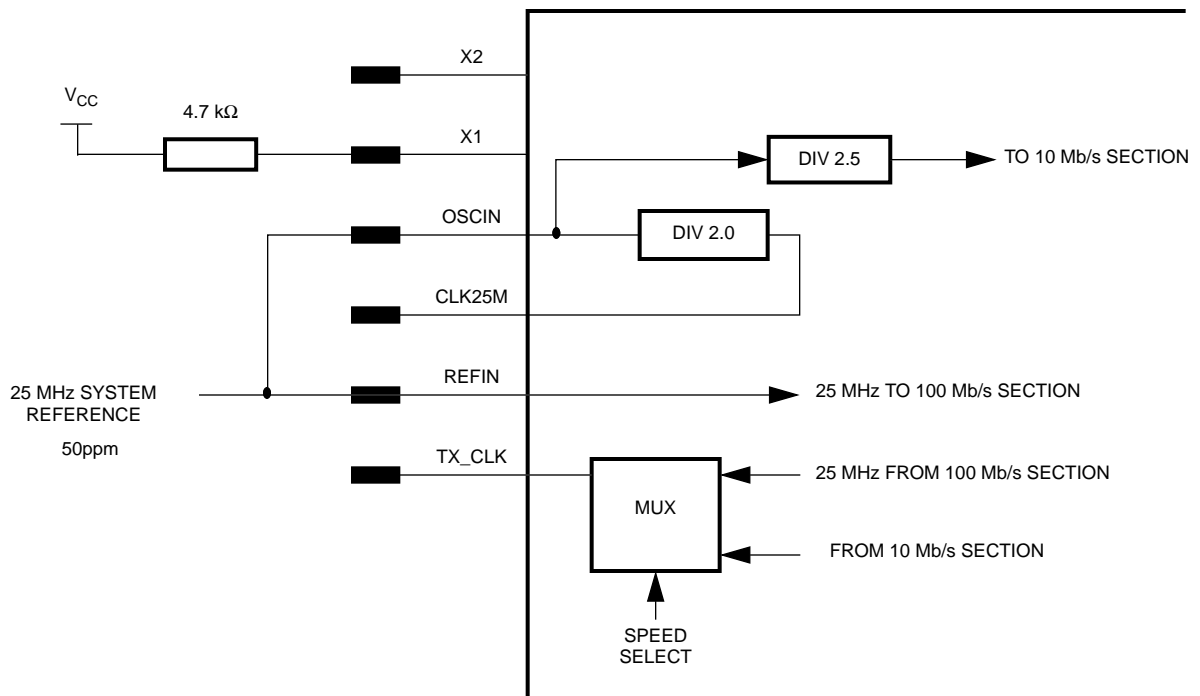 X2
VCC
4.7 kΩ
X1
DIV 2.5
TO 10 Mb/s SECTION
OSCIN
DIV 2.0
CLK25M
25 MHz SYSTEM
REFERENCE
50ppm
REFIN
25 MHz TO 100 Mb/s SECTION
TX_CLK
MUX
25 MHz FROM 100 Mb/s SECTION
FROM 10 Mb/s SECTION
SPEED
SELECT